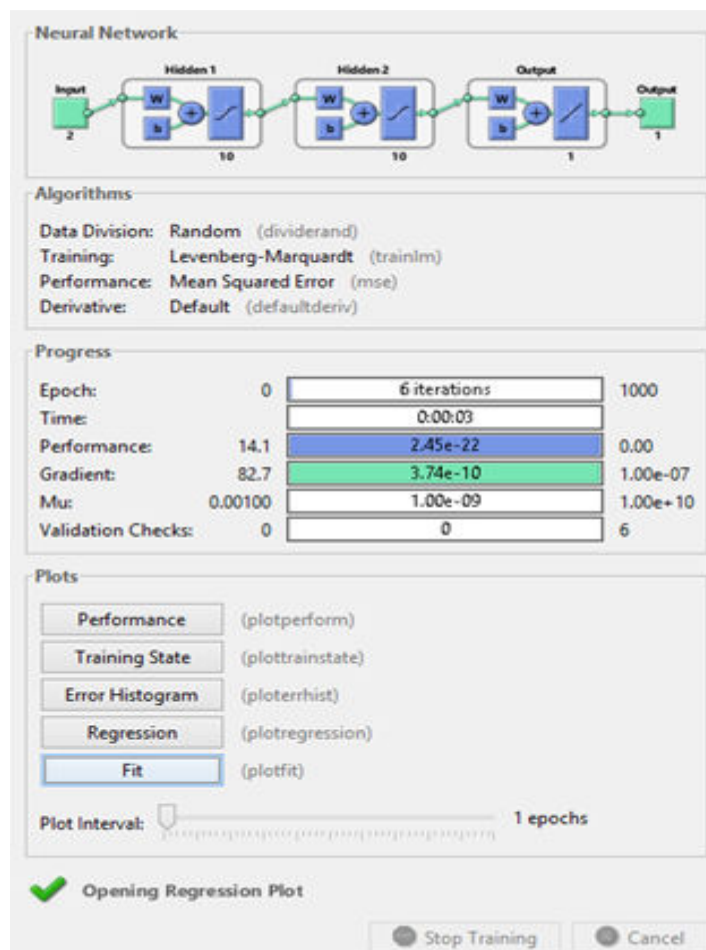 Neural Network
Hidden 1 Hidden 2 Output
Input Output
W W W
b b b
2 10 10 1 1
Algorithms
Data Division: Random (dividerand)
Training: Levenberg-Marquardt (trainlm)
Performance: Mean Squared Error (mse)
Derivative: Default (defaultderiv)
Progress
Epoch: 0 6 iterations 1000
Time: 0:00:03
Performance: 14.1 2.45e-22 0.00
Gradient: 82.7 3.74e-10 1.00e-07
Mu: 0.00100 1.00e-09 1.00e+10
Validation Checks: 0 0 6
Plots
Performance (plotperform)
Training State (plottrainstate)
Error Histogram (ploterrhist)
Regression (plotregression)
Fit (plotfit)
Plot Interval: 1 epochs
Opening Regression Plot
Stop Training Cancel